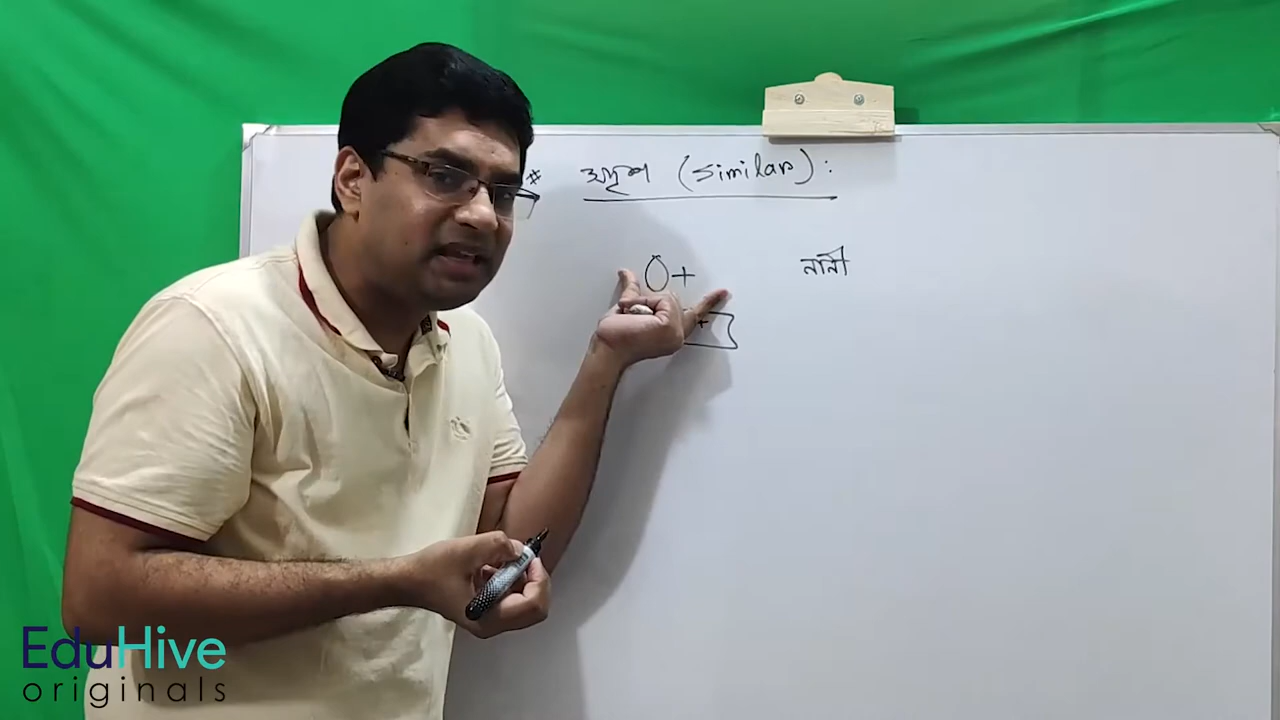 # সদৃশ (Similar) :
O+
নানী
+
EduHive
originals